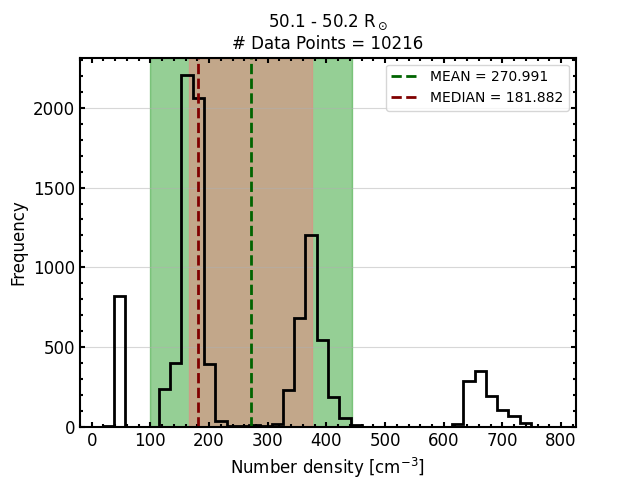 50.1 - 50.2 R⊙
# Data Points = 10216
MEAN = 270.991
MEDIAN = 181.882
Frequency
2000
1500
1000
500
0
0 100 200 300 400 500 600 700 800
Number density [cm⁻³]